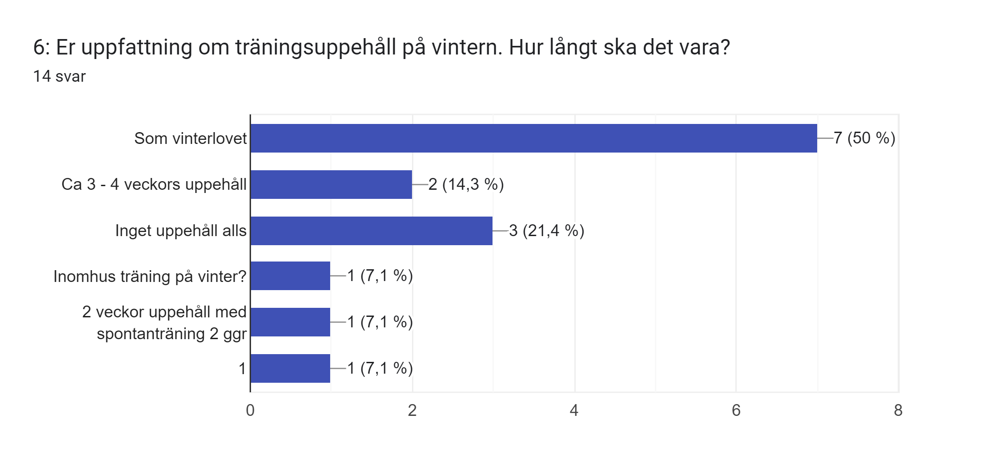 6: Er uppfattning om träningsuppehåll på vintern. Hur långt ska det vara?
14 svar
Som vinterlovet 7 (50 %)
Ca 3 - 4 veckors uppehåll 2 (14,3 %)
Inget uppehåll alls 3 (21,4 %)
Inomhus träning på vinter? 1 (7,1 %)
2 veckor uppehåll med
spontanträning 2 ggr 1 (7,1 %)
1 1 (7,1 %)
0 2 4 6 8